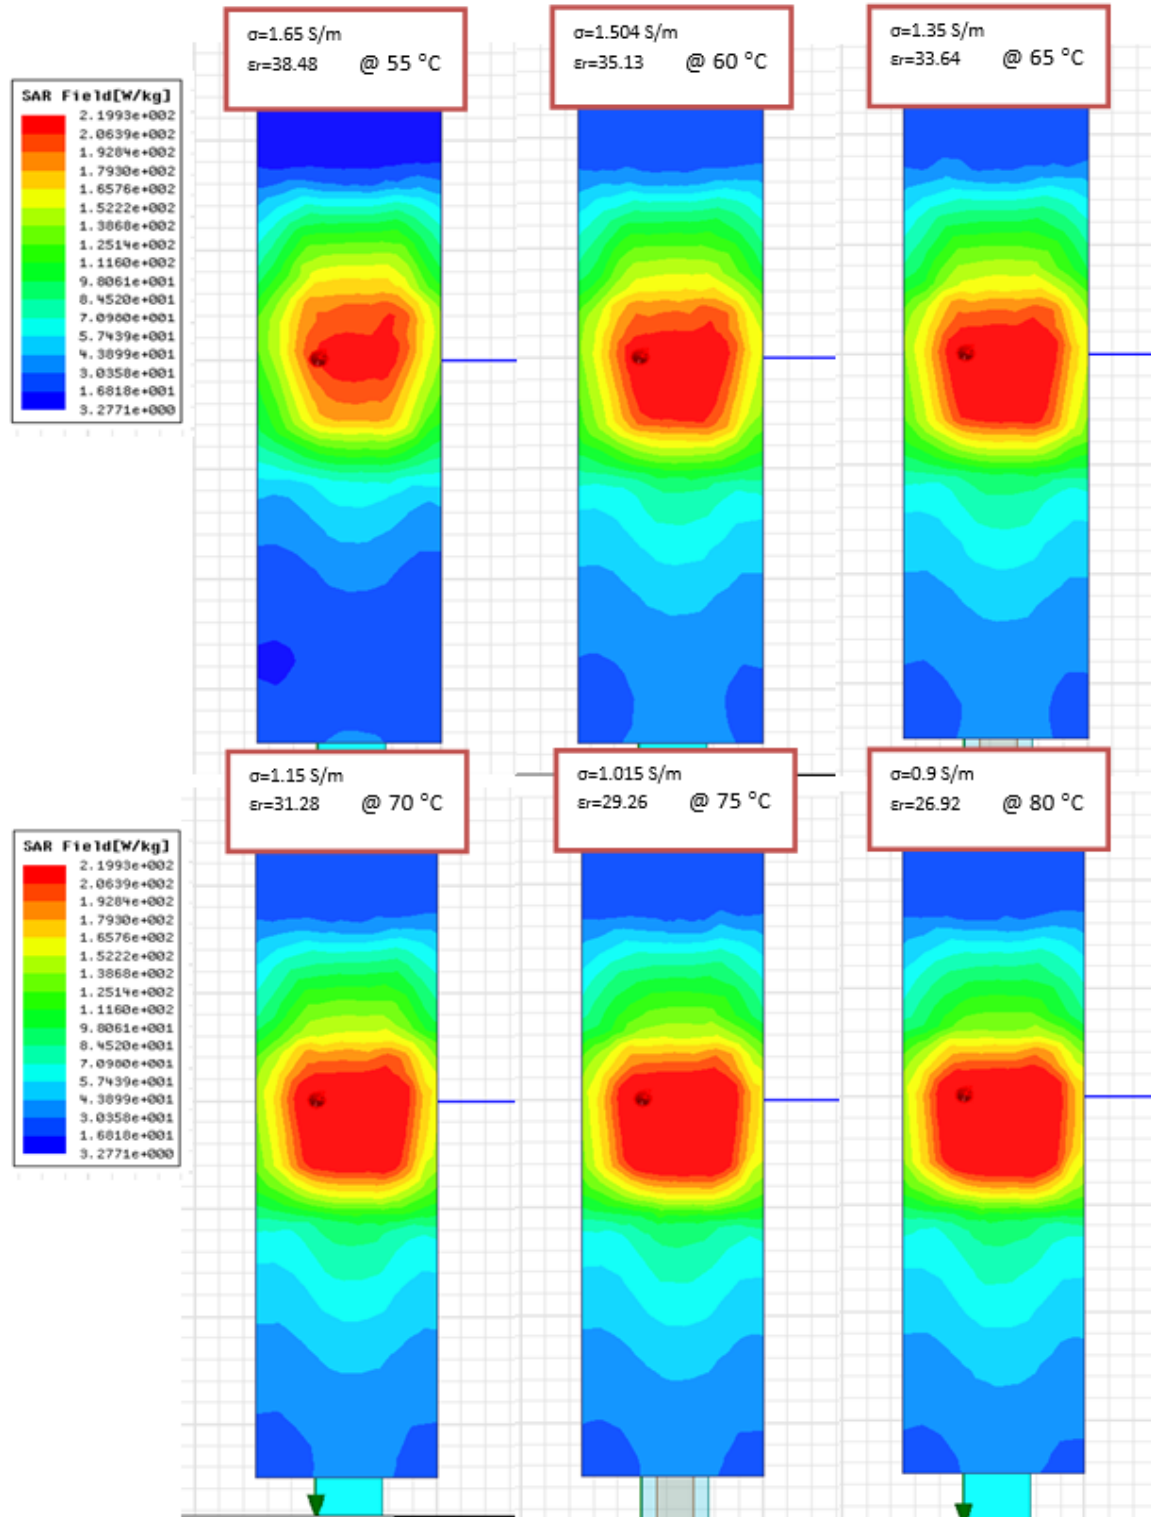 σ=1.65 S/m
εr=38.48 @ 55 °C
σ=1.504 S/m
εr=35.13 @ 60 °C
σ=1.35 S/m
εr=33.64 @ 65 °C
SAR Field[W/kg]
2.1993e+002
2.0639e+002
1.9284e+002
1.7930e+002
1.6576e+002
1.5222e+002
1.3868e+002
1.2514e+002
1.1160e+002
9.8061e+001
8.4520e+001
7.0980e+001
5.7439e+001
4.3899e+001
3.0358e+001
1.6818e+001
3.2771e+000
σ=1.15 S/m
εr=31.28 @ 70 °C
σ=1.015 S/m
εr=29.26 @ 75 °C
σ=0.9 S/m
εr=26.92 @ 80 °C
SAR Field[W/kg]
2.1993e+002
2.0639e+002
1.9284e+002
1.7930e+002
1.6576e+002
1.5222e+002
1.3868e+002
1.2514e+002
1.1160e+002
9.8061e+001
8.4520e+001
7.0980e+001
5.7439e+001
4.3899e+001
3.0358e+001
1.6818e+001
3.2771e+000